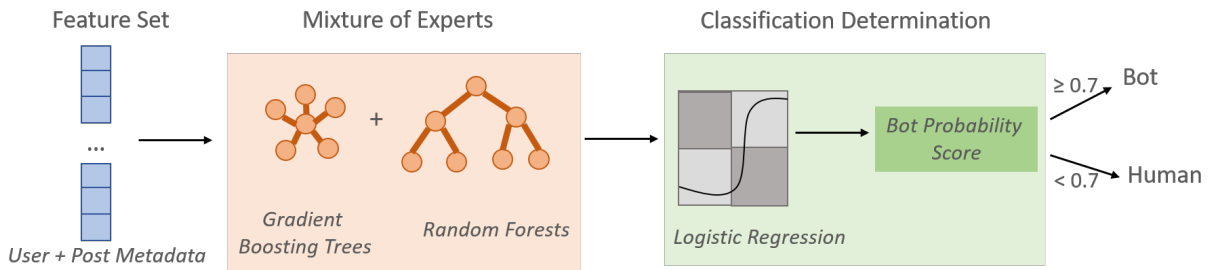 Feature Set
Mixture of Experts
Classification Determination
...
User + Post Metadata
+
Gradient
Boosting Trees
Random Forests
Logistic Regression
Bot Probability
Score
≥ 0.7
Bot
< 0.7
Human